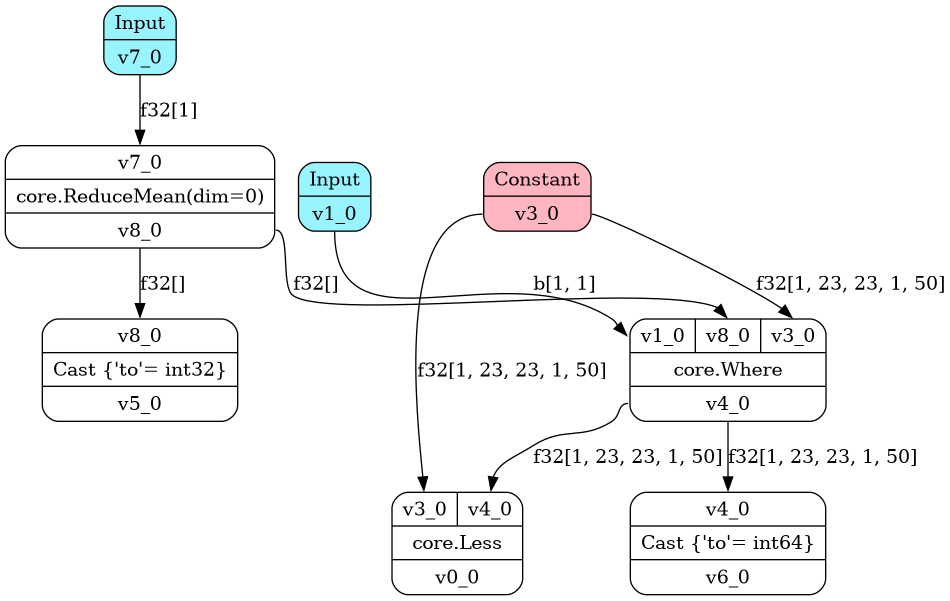 Input
v7_0
f32[1]
v7_0
core.ReduceMean(dim=0)
v8_0
Input
v1_0
Constant
v3_0
f32[]
f32[]
b[1, 1]
f32[1, 23, 23, 1, 50]
v8_0
Cast {'to'= int32}
v5_0
v1_0 v8_0 v3_0
core.Where
v4_0
f32[1, 23, 23, 1, 50]
f32[1, 23, 23, 1, 50]
f32[1, 23, 23, 1, 50]
v3_0 v4_0
core.Less
v0_0
v4_0
Cast {'to'= int64}
v6_0